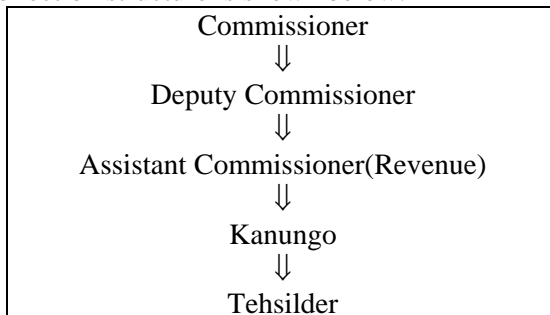 Commissioner
⇓
Deputy Commissioner
⇓
Assistant Commissioner(Revenue)
⇓
Kanungo
⇓
Tehsilder